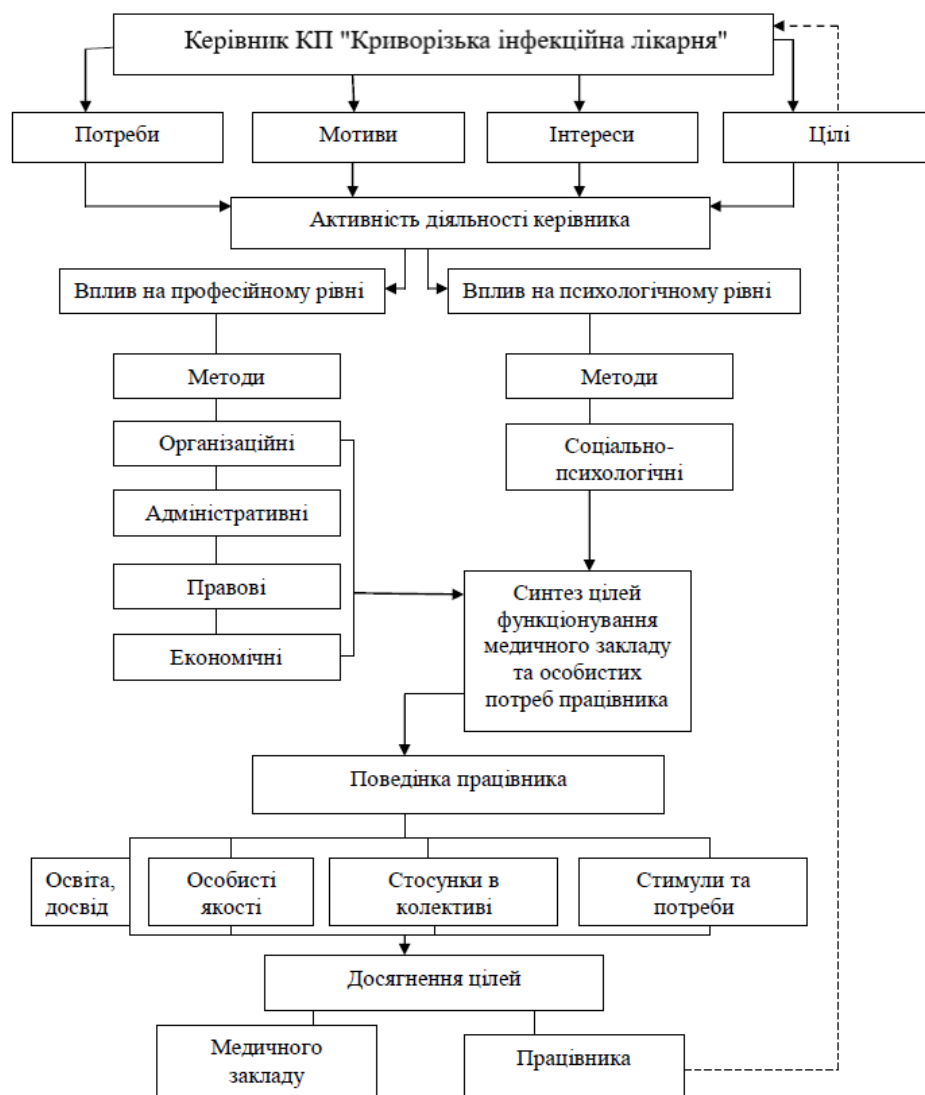 Керівник КП "Криворізька інфекційна лікарня"
Потреби
Мотиви
Інтереси
Цілі
Активність діяльності керівника
Вплив на професійному рівні
Вплив на психологічному рівні
Методи
Методи
Організаційні
Соціально-
психологічні
Адміністративні
Правові
Економічні
Синтез цілей
функціонування
медичного закладу
та особистих
потреб працівника
Поведінка працівника
Освіта,
досвід
Особисті
якості
Стосунки в
колективі
Стимули та
потреби
Досягнення цілей
Медичного
закладу
Працівника